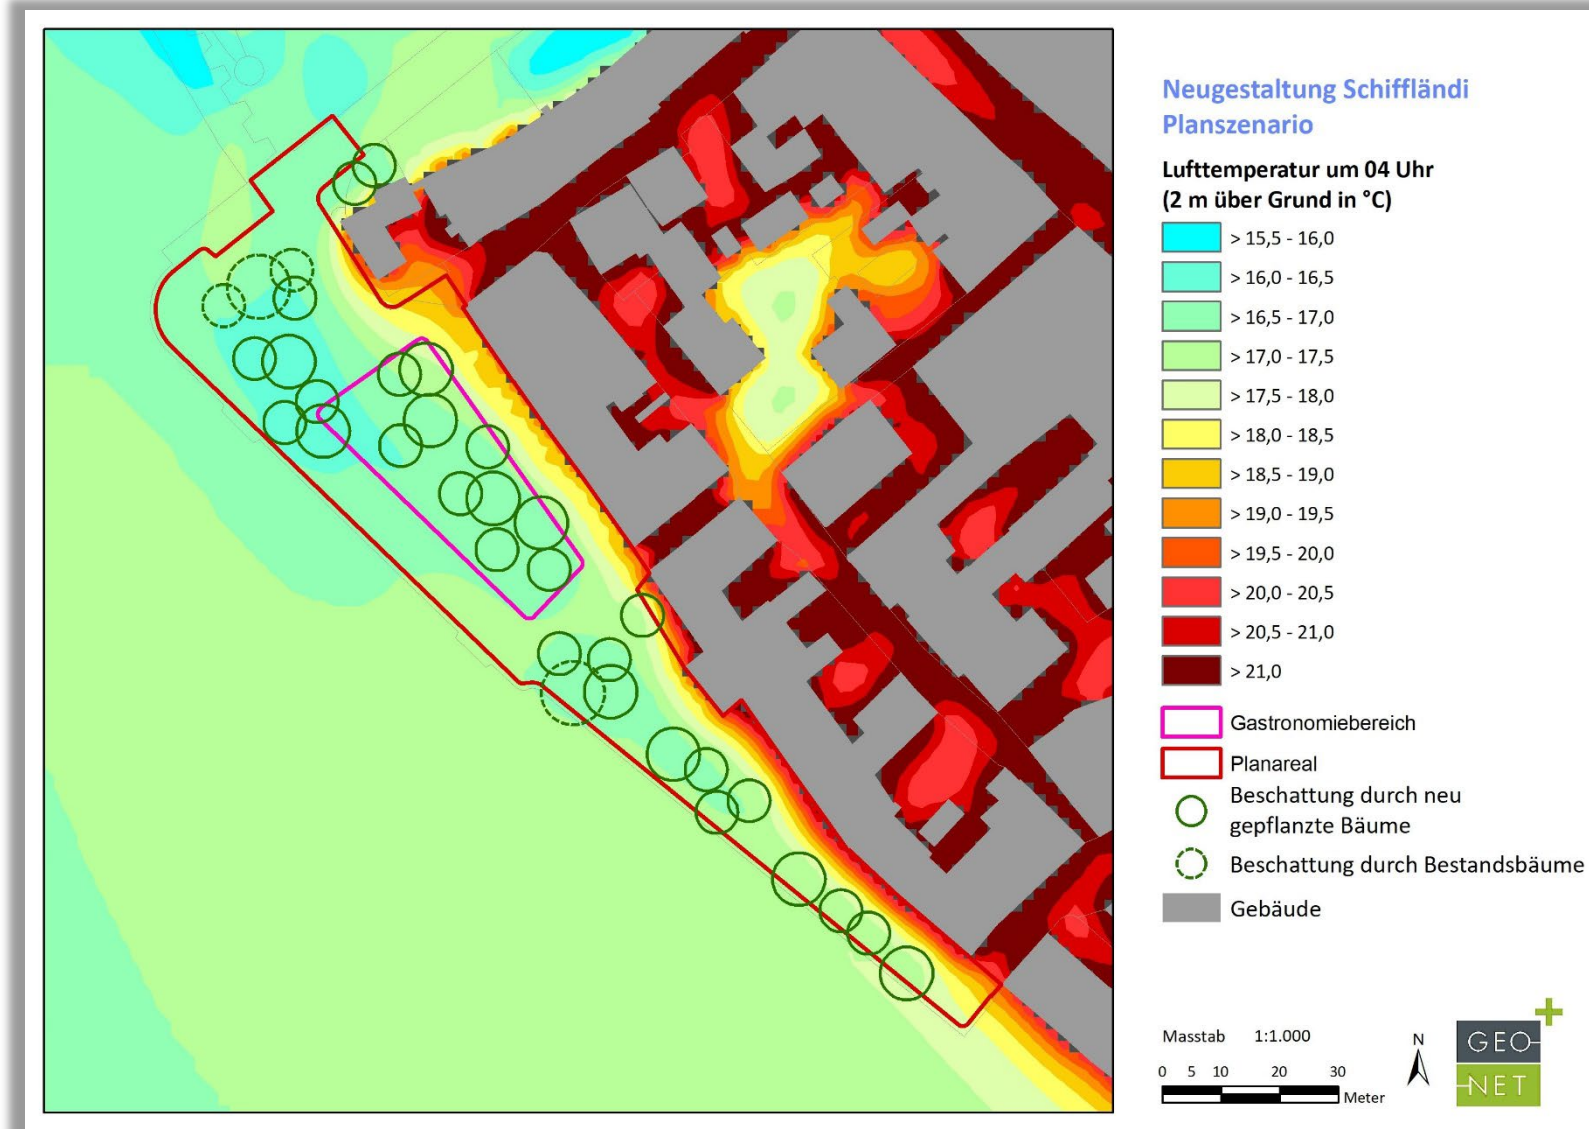 Neugestaltung Schiffländi
Planszenario
Lufttemperatur um 04 Uhr
(2 m über Grund in °C)
> 15,5 - 16,0
> 16,0 - 16,5
> 16,5 - 17,0
> 17,0 - 17,5
> 17,5 - 18,0
> 18,0 - 18,5
> 18,5 - 19,0
> 19,0 - 19,5
> 19,5 - 20,0
> 20,0 - 20,5
> 20,5 - 21,0
> 21,0
Gastronomiebereich
Planareal
Beschattung durch neu
gepflanzte Bäume
Beschattung durch Bestandsbäume
Gebäude
Masstab 1:1.000
0 5 10 20 30
Meter
N
GEO
NET